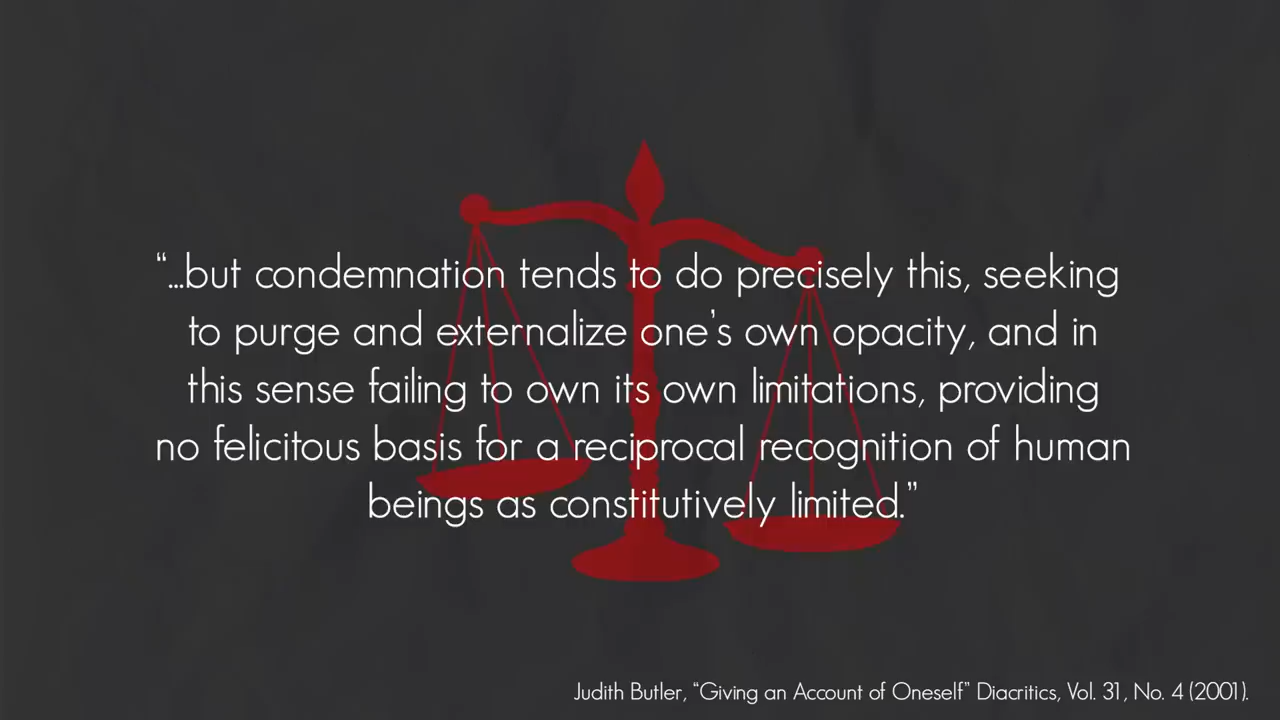 “...but condemnation tends to do precisely this, seeking
to purge and externalize one’s own opacity, and in
this sense failing to own its own limitations, providing
no felicitous basis for a reciprocal recognition of human
beings as constitutively limited.”
Judith Butler, “Giving an Account of Oneself” Diacritics, Vol. 31, No. 4 (2001).